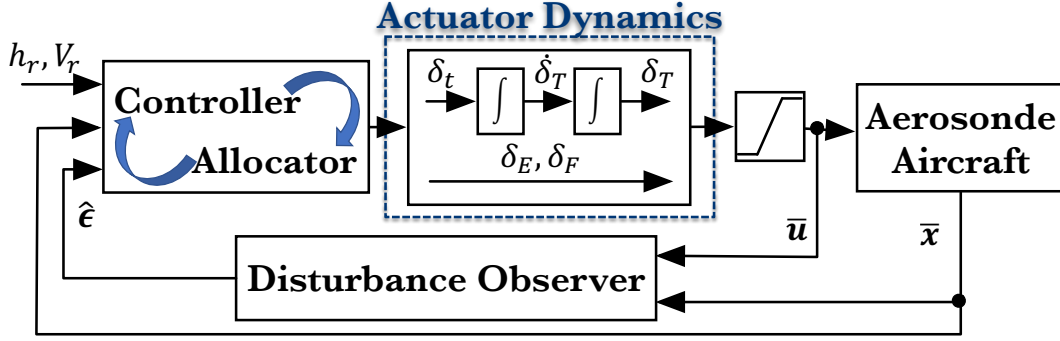 Actuator Dynamics
h_r, V_r
Controller
Allocator
δ_t ∫ δ̇_T ∫ δ_T
δ_E, δ_F
Aerosonde
Aircraft
ϵ̂
u̅
x̅
Disturbance Observer